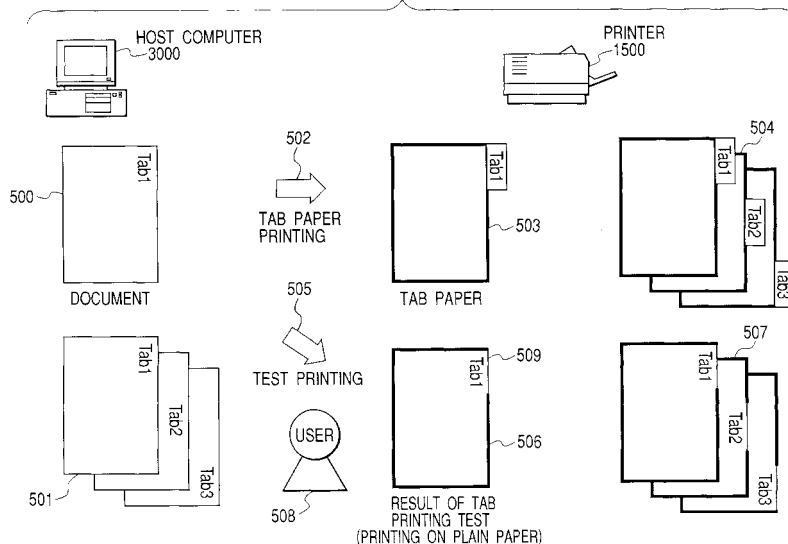 HOST COMPUTER
3000
PRINTER
1500
500
Tab1
DOCUMENT
502
TAB PAPER
PRINTING
Tab1
503
TAB PAPER
504
Tab1
Tab2
Tab3
501
Tab1
Tab2
Tab3
505
TEST PRINTING
USER
508
509
Tab1
506
RESULT OF TAB
PRINTING TEST
(PRINTING ON PLAIN PAPER)
507
Tab1
Tab2
Tab3